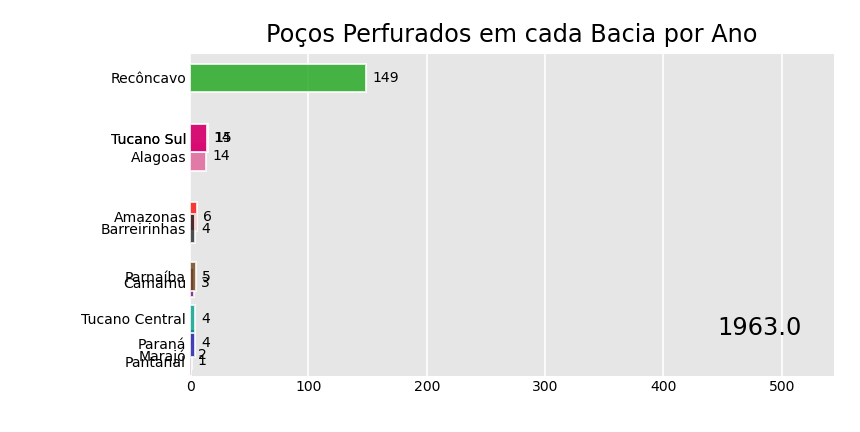 Poços Perfurados em cada Bacia por Ano
Recôncavo 149
Tucano Sul 15
Alagoas 14
Amazonas 6
Barreirinhas 4
Parnaíba 5
Camamu 3
Tucano Central 4
1963.0
Paraná 4
Marajó 2
Pantanal 1
0 100 200 300 400 500